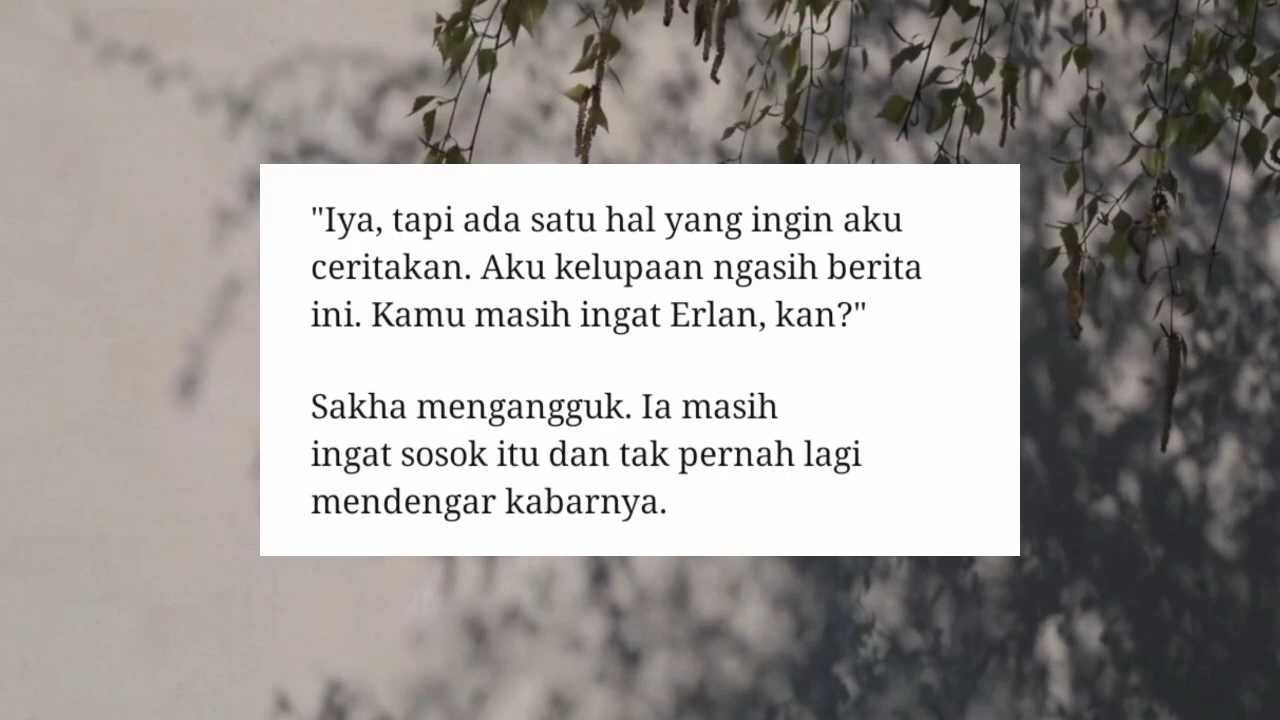 "Iya, tapi ada satu hal yang ingin aku
ceritakan. Aku kelupaan ngasih berita
ini. Kamu masih ingat Erlan, kan?"
Sakha mengangguk. Ia masih
ingat sosok itu dan tak pernah lagi
mendengar kabarnya.